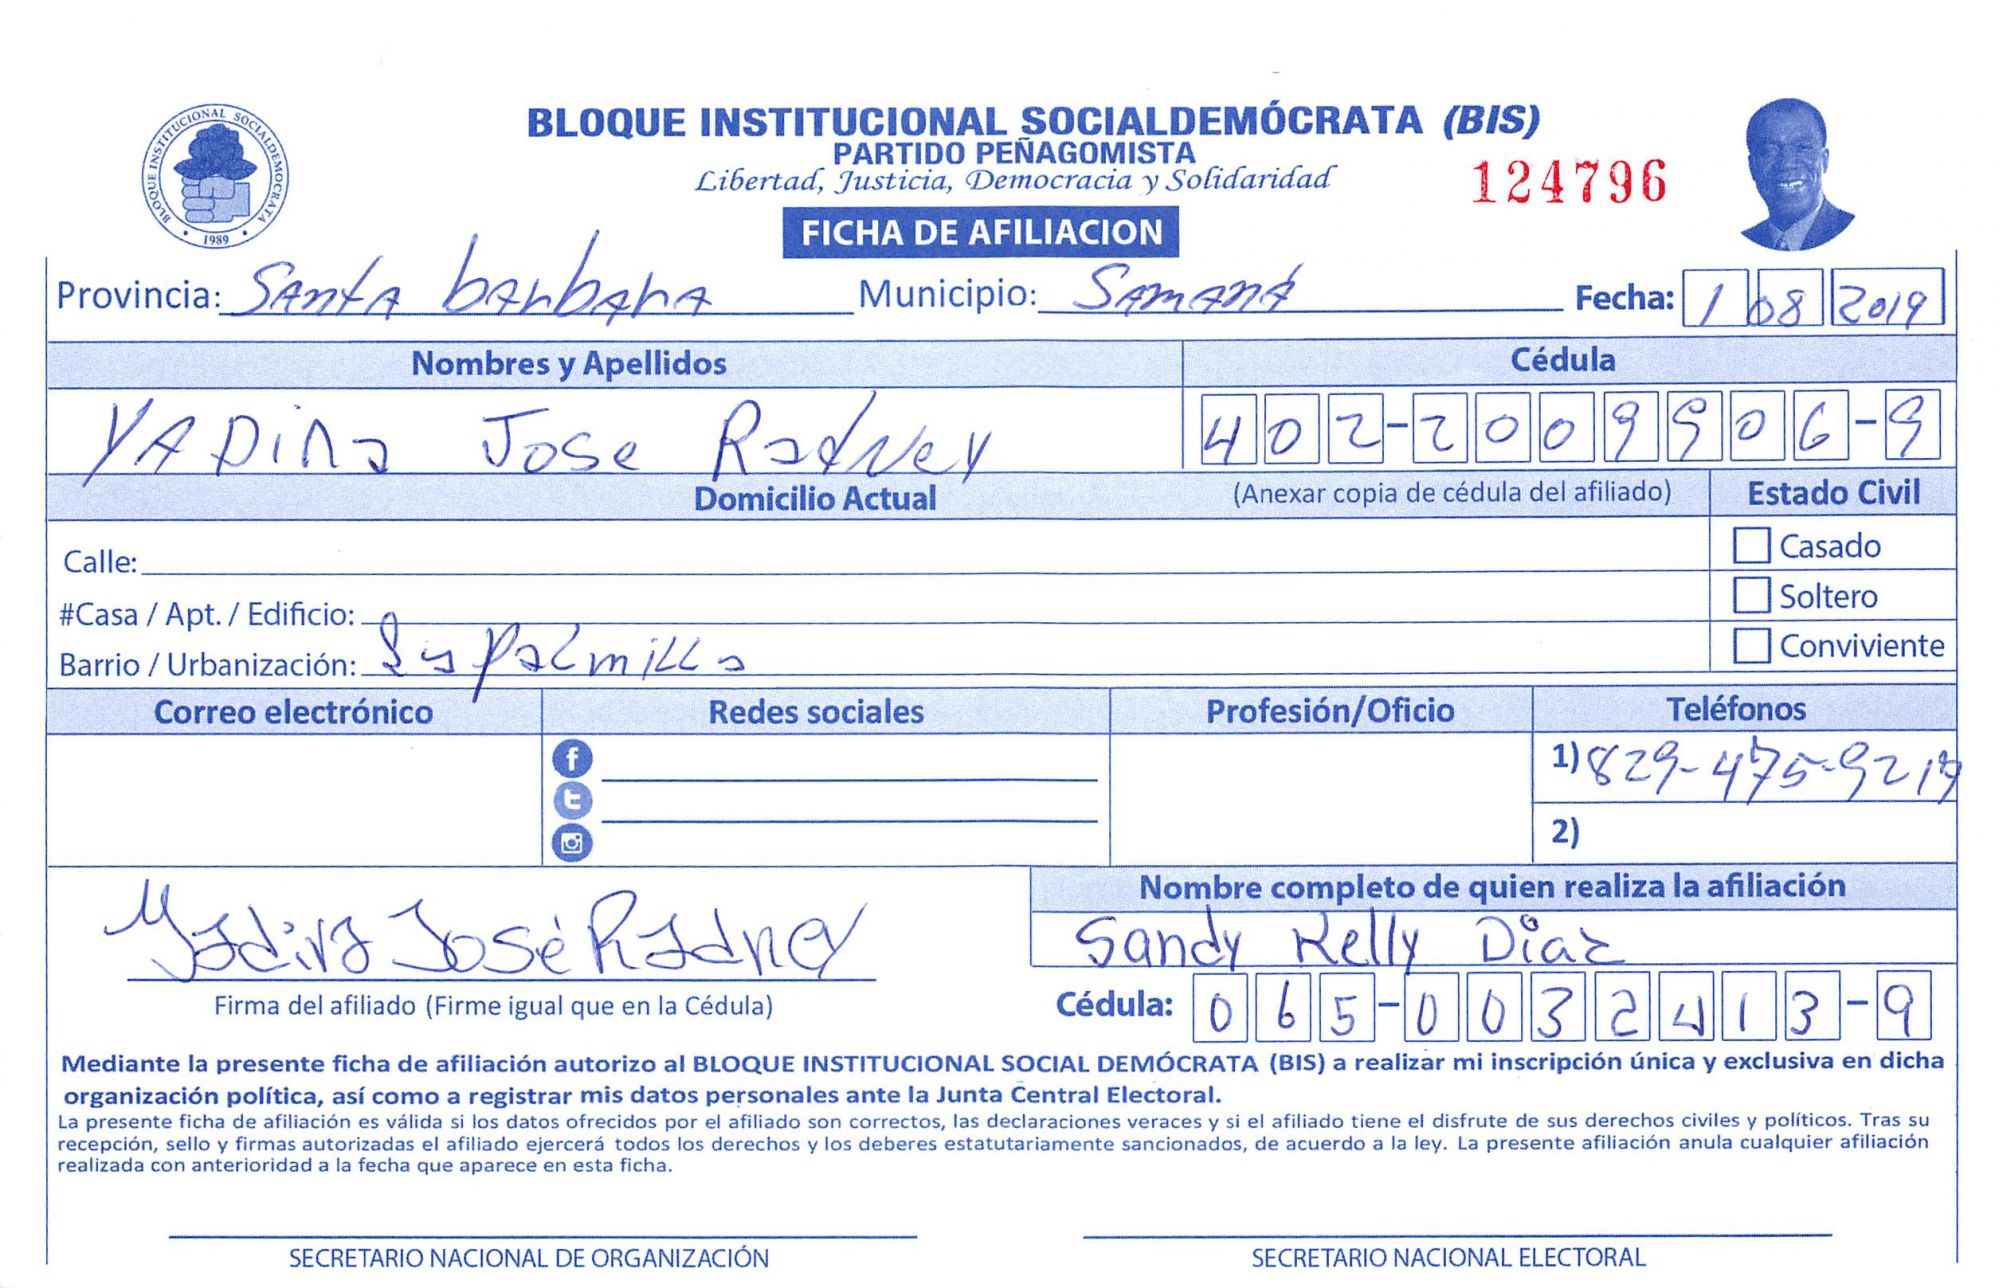 BLOQUE INSTITUCIONAL SOCIALDEMOCRATA
1989
BLOQUE INSTITUCIONAL SOCIALDEMÓCRATA (BIS)
PARTIDO PEÑAGOMISTA
Libertad, Justicia, Democracia y Solidaridad
124796
FICHA DE AFILIACION
Provincia: Santa barbara Municipio: Samaná Fecha: 1 08 2019
Nombres y Apellidos Cédula
YADiRa Jose Radney 402-2009906-9
Domicilio Actual (Anexar copia de cédula del afiliado) Estado Civil
Calle: Casado
#Casa / Apt. / Edificio: Soltero
Barrio / Urbanización: Las palmilla Conviviente
Correo electrónico Redes sociales Profesión/Oficio Teléfonos
1) 829-475-9219
2)
Nombre completo de quien realiza la afiliación
Yadira José Radney Sandy Kelly Diaz
Firma del afiliado (Firme igual que en la Cédula) Cédula: 065-0032413-9
Mediante la presente ficha de afiliación autorizo al BLOQUE INSTITUCIONAL SOCIAL DEMÓCRATA (BIS) a realizar mi inscripción única y exclusiva en dicha
organización política, así como a registrar mis datos personales ante la Junta Central Electoral.
La presente ficha de afiliación es válida si los datos ofrecidos por el afiliado son correctos, las declaraciones veraces y si el afiliado tiene el disfrute de sus derechos civiles y políticos. Tras su
recepción, sello y firmas autorizadas el afiliado ejercerá todos los derechos y los deberes estatutariamente sancionados, de acuerdo a la ley. La presente afiliación anula cualquier afiliación
realizada con anterioridad a la fecha que aparece en esta ficha.
SECRETARIO NACIONAL DE ORGANIZACIÓN SECRETARIO NACIONAL ELECTORAL